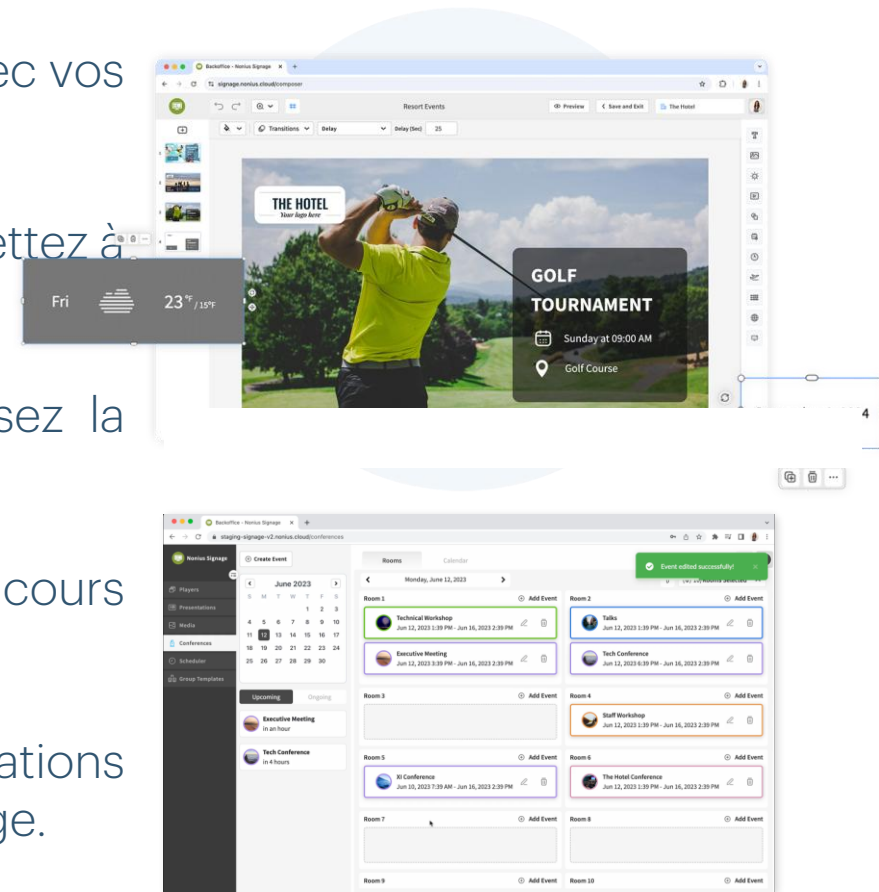 ec vos
ettez à
sez la
cours
ations
ge.
Backoffice - Nonius Signage
signage.nonius.cloud/composer
Resort Events
Preview
Save and Exit
The Hotel
Transitions
Delay
Delay (Sec)
25
THE HOTEL
Your logo here
Fri
23°F / 15°F
GOLF
TOURNAMENT
Sunday at 09:00 AM
Golf Course
4
Backoffice - Nonius Signage
staging-signage-v2.nonius.cloud/conferences
Nonius Signage
Players
Presentations
Media
Conferences
Scheduler
Group Templates
Create Event
June 2023
S M T W T F S
1 2 3
4 5 6 7 8 9 10
11 12 13 14 15 16 17
18 19 20 21 22 23 24
25 26 27 28 29 30
Upcoming
Ongoing
Executive Meeting
in an hour
Tech Conference
in 4 hours
Rooms
Calendar
Event edited successfully!
Monday, June 12, 2023
Rooms Selected
Room 1
Add Event
Technical Workshop
Jun 12, 2023 1:39 PM - Jun 16, 2023 2:39 PM
Executive Meeting
Jun 12, 2023 3:39 PM - Jun 16, 2023 2:39 PM
Room 2
Add Event
Talks
Jun 12, 2023 1:39 PM - Jun 16, 2023 2:39 PM
Tech Conference
Jun 12, 2023 6:39 PM - Jun 16, 2023 2:39 PM
Room 3
Add Event
Room 4
Add Event
Staff Workshop
Jun 12, 2023 1:39 PM - Jun 16, 2023 2:39 PM
Room 5
Add Event
XI Conference
Jun 10, 2023 7:39 AM - Jun 16, 2023 2:39 PM
Room 6
Add Event
The Hotel Conference
Jun 12, 2023 1:39 PM - Jun 16, 2023 2:39 PM
Room 7
Add Event
Room 8
Add Event
Room 9
Add Event
Room 10
Add Event